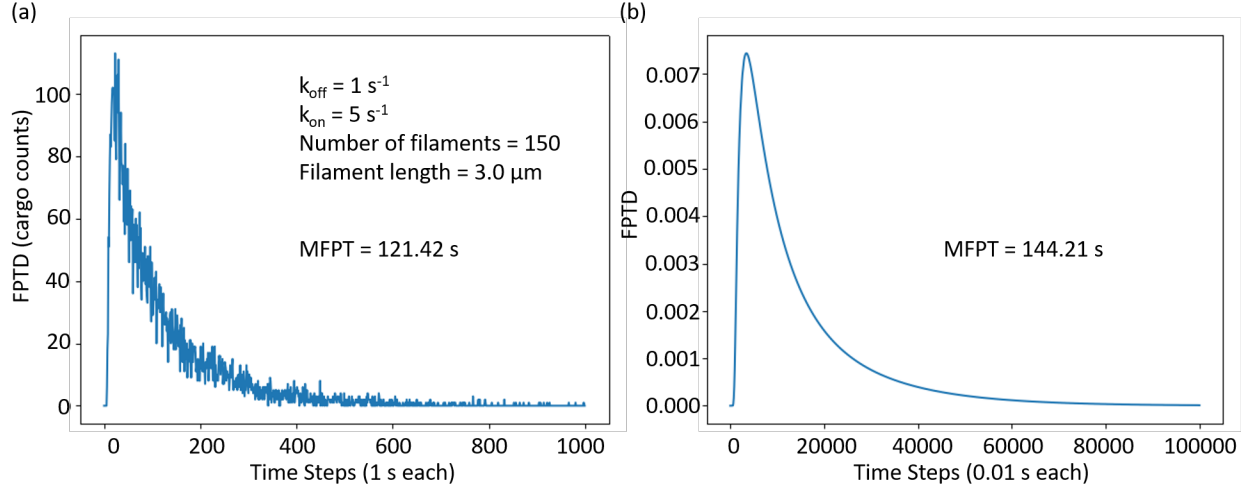 (a)
FPTD (cargo counts)
100
80
60
40
20
0
k_off = 1 s⁻¹
k_on = 5 s⁻¹
Number of filaments = 150
Filament length = 3.0 μm
MFPT = 121.42 s
0 200 400 600 800 1000
Time Steps (1 s each)
(b)
FPTD
0.007
0.006
0.005
0.004
0.003
0.002
0.001
0.000
MFPT = 144.21 s
0 20000 40000 60000 80000 100000
Time Steps (0.01 s each)